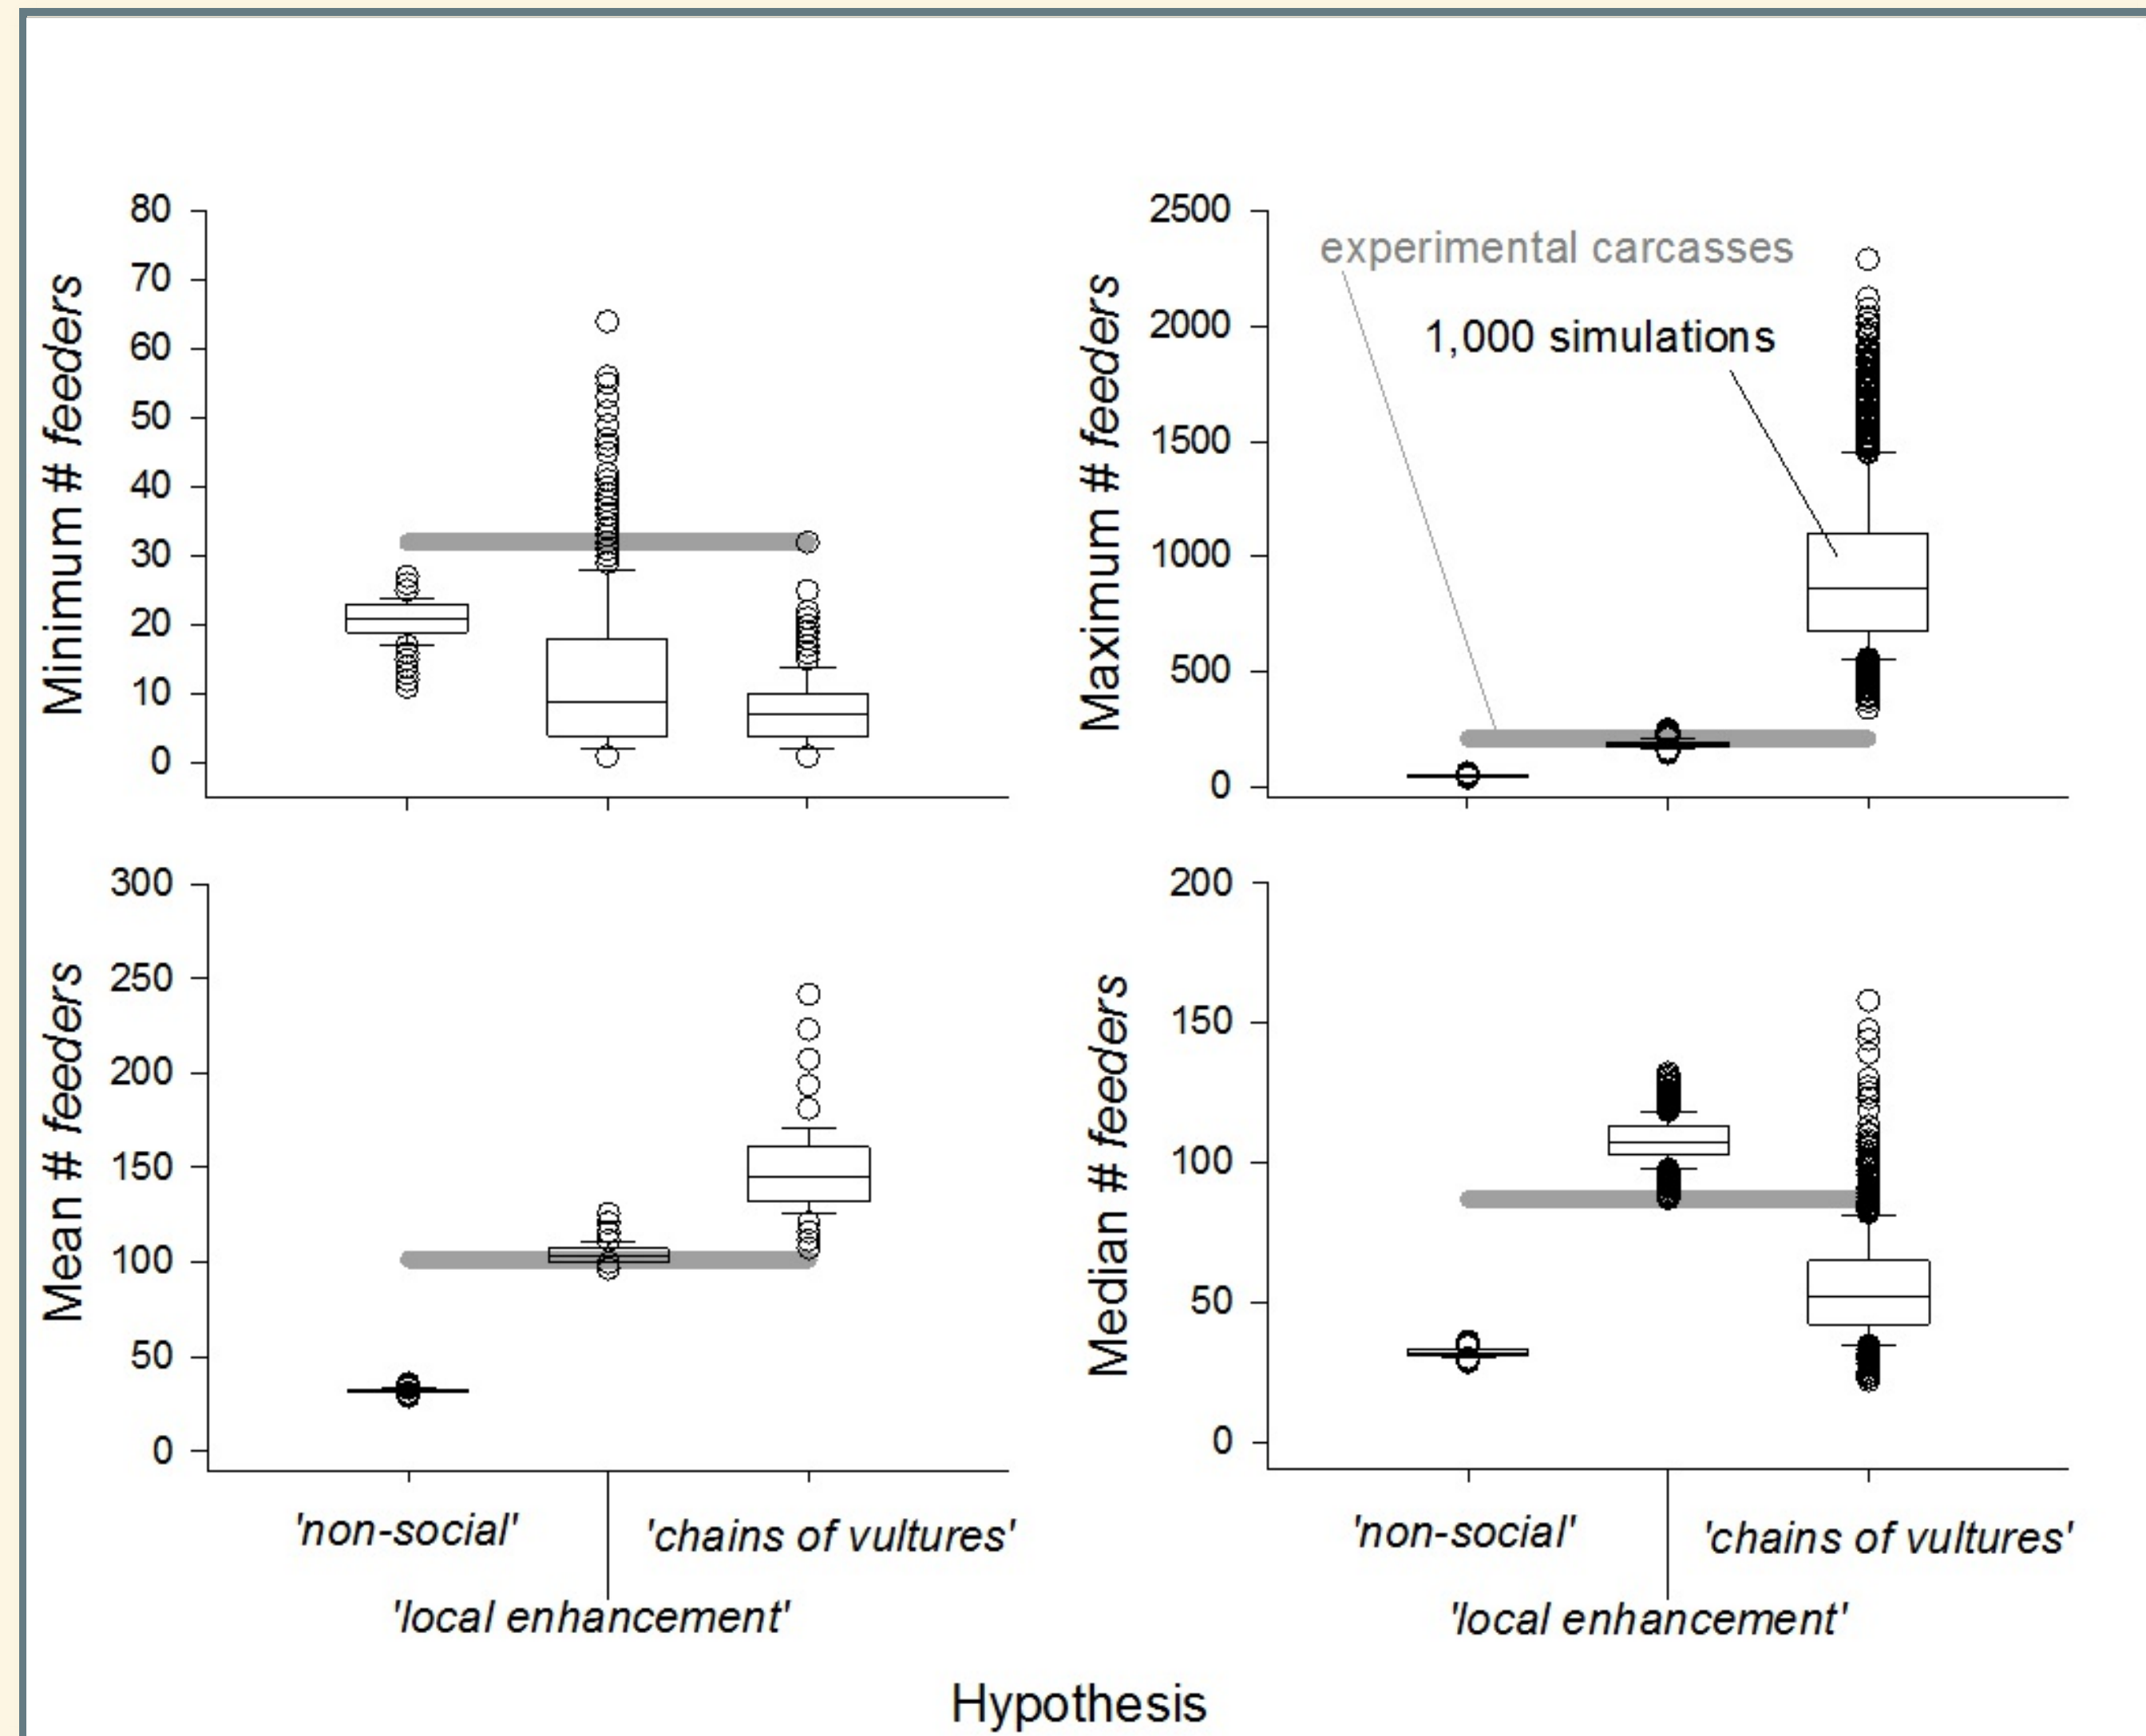 80
70
60
50
40
30
20
10
0
Minimum # feeders
2500
2000
1500
1000
500
0
Maximum # feeders
experimental carcasses
1,000 simulations
300
250
200
150
100
50
0
Mean # feeders
200
150
100
50
0
Median # feeders
'non-social'
'chains of vultures'
'local enhancement'
'non-social'
'chains of vultures'
'local enhancement'
Hypothesis